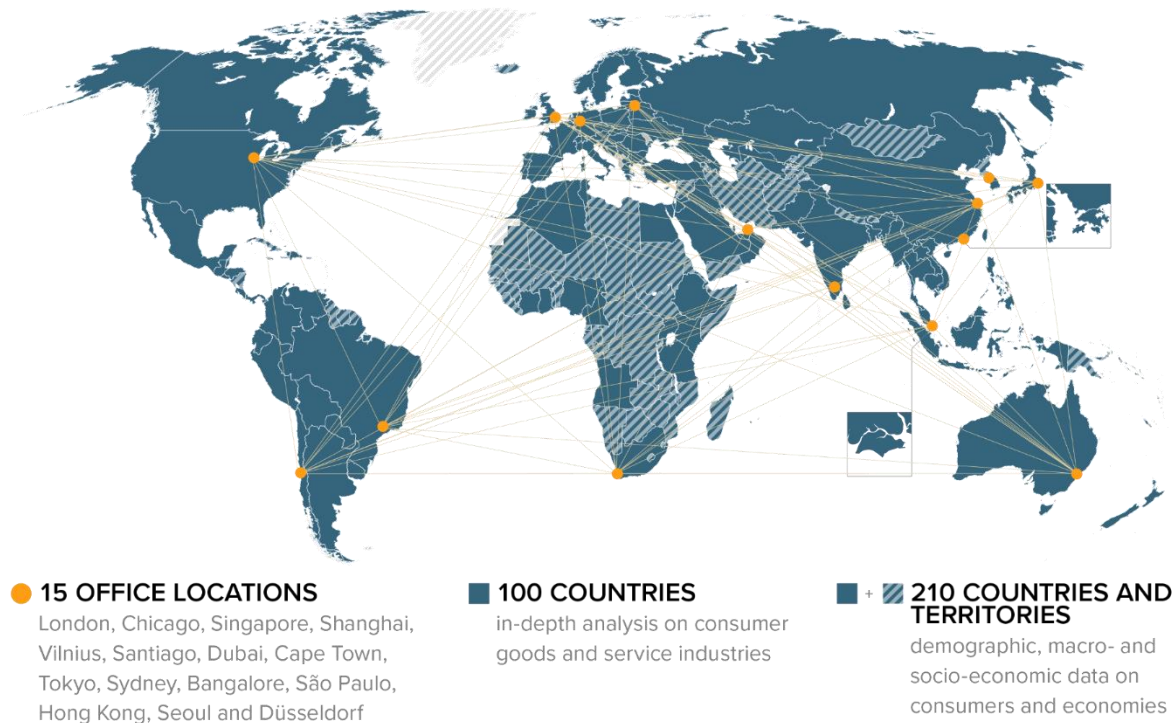 15 OFFICE LOCATIONS
London, Chicago, Singapore, Shanghai,
Vilnius, Santiago, Dubai, Cape Town,
Tokyo, Sydney, Bangalore, São Paulo,
Hong Kong, Seoul and Düsseldorf
100 COUNTRIES
in-depth analysis on consumer
goods and service industries
+
210 COUNTRIES AND
TERRITORIES
demographic, macro- and
socio-economic data on
consumers and economies